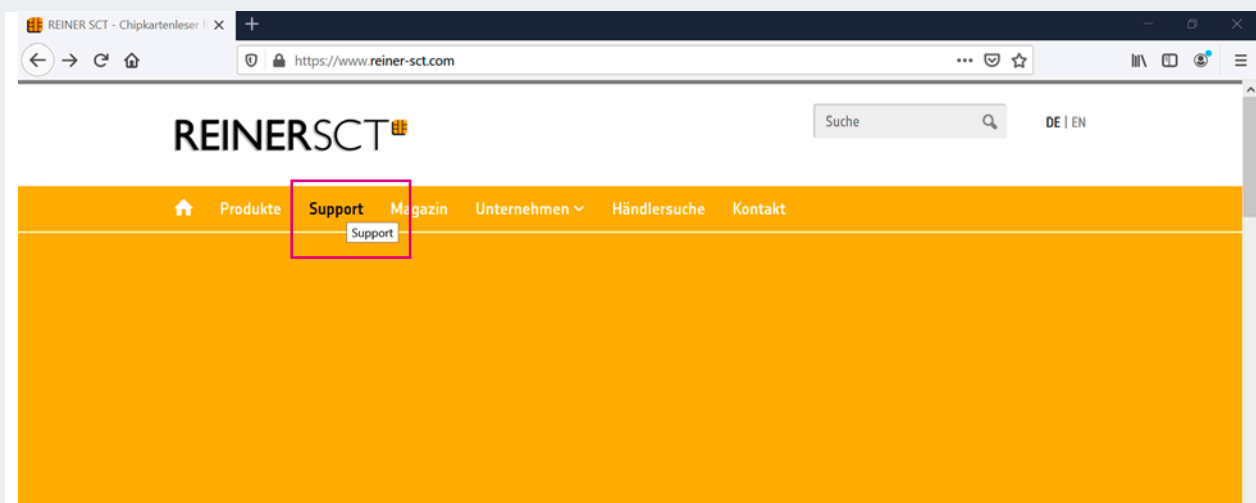 REINER SCT - Chipkartenleser f
https://www.reiner-sct.com
REINERSCT
Suche
DE | EN
Produkte Support Magazin Unternehmen Händlersuche Kontakt
Support